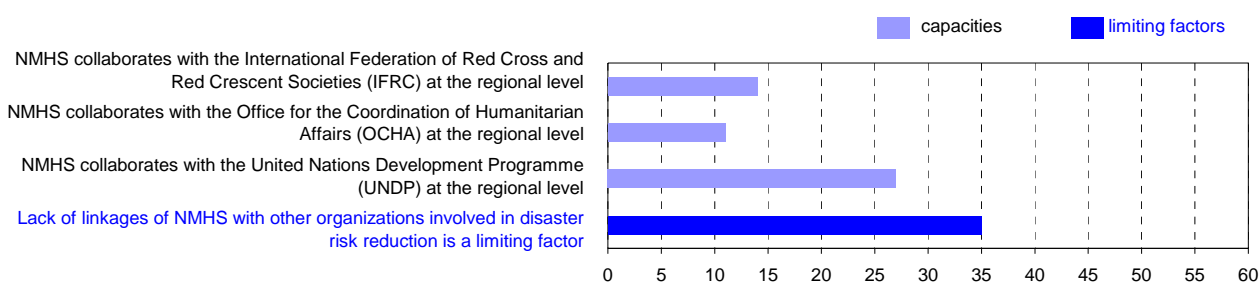 capacities limiting factors
NMHS collaborates with the International Federation of Red Cross and
Red Crescent Societies (IFRC) at the regional level
NMHS collaborates with the Office for the Coordination of Humanitarian
Affairs (OCHA) at the regional level
NMHS collaborates with the United Nations Development Programme
(UNDP) at the regional level
Lack of linkages of NMHS with other organizations involved in disaster
risk reduction is a limiting factor
0 5 10 15 20 25 30 35 40 45 50 55 60